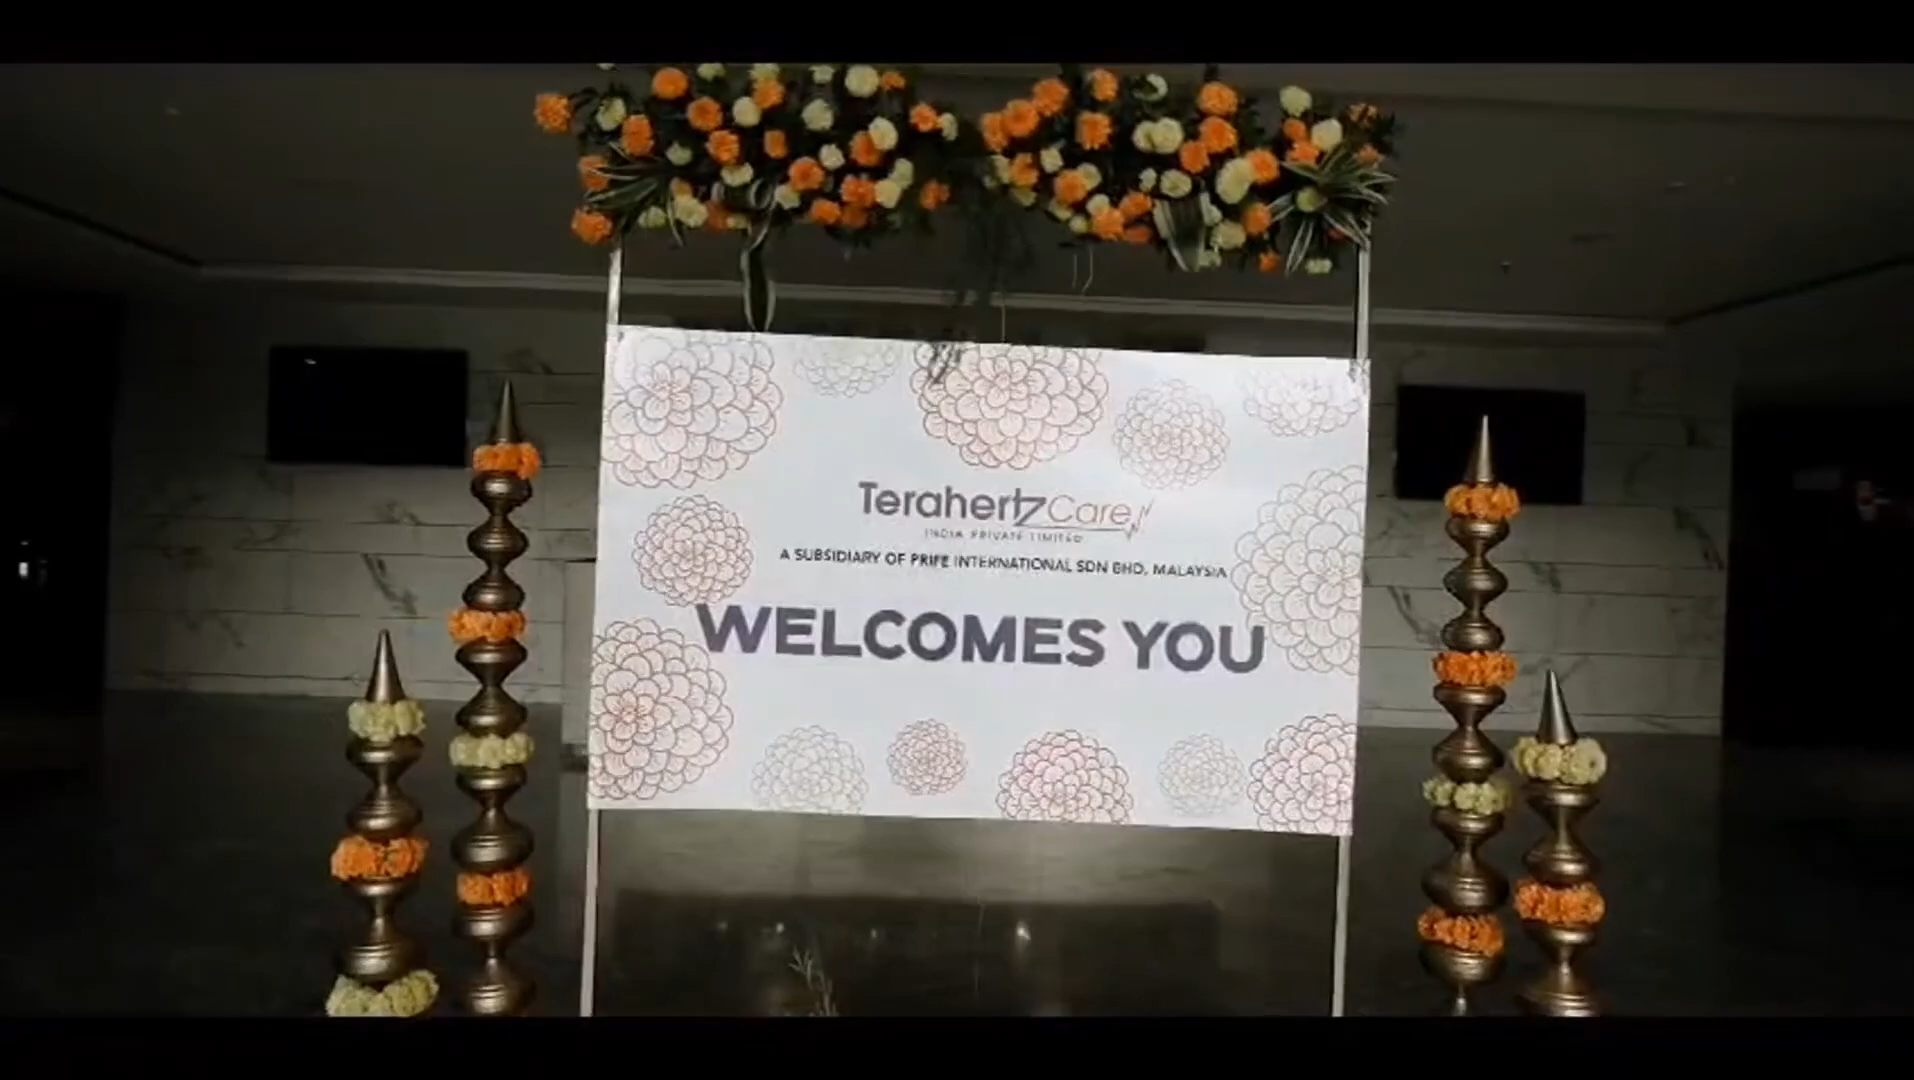 TerahertzCare
INDIA PRIVATE LIMITED
A SUBSIDIARY OF PRIFE INTERNATIONAL SDN BHD, MALAYSIA
WELCOMES YOU